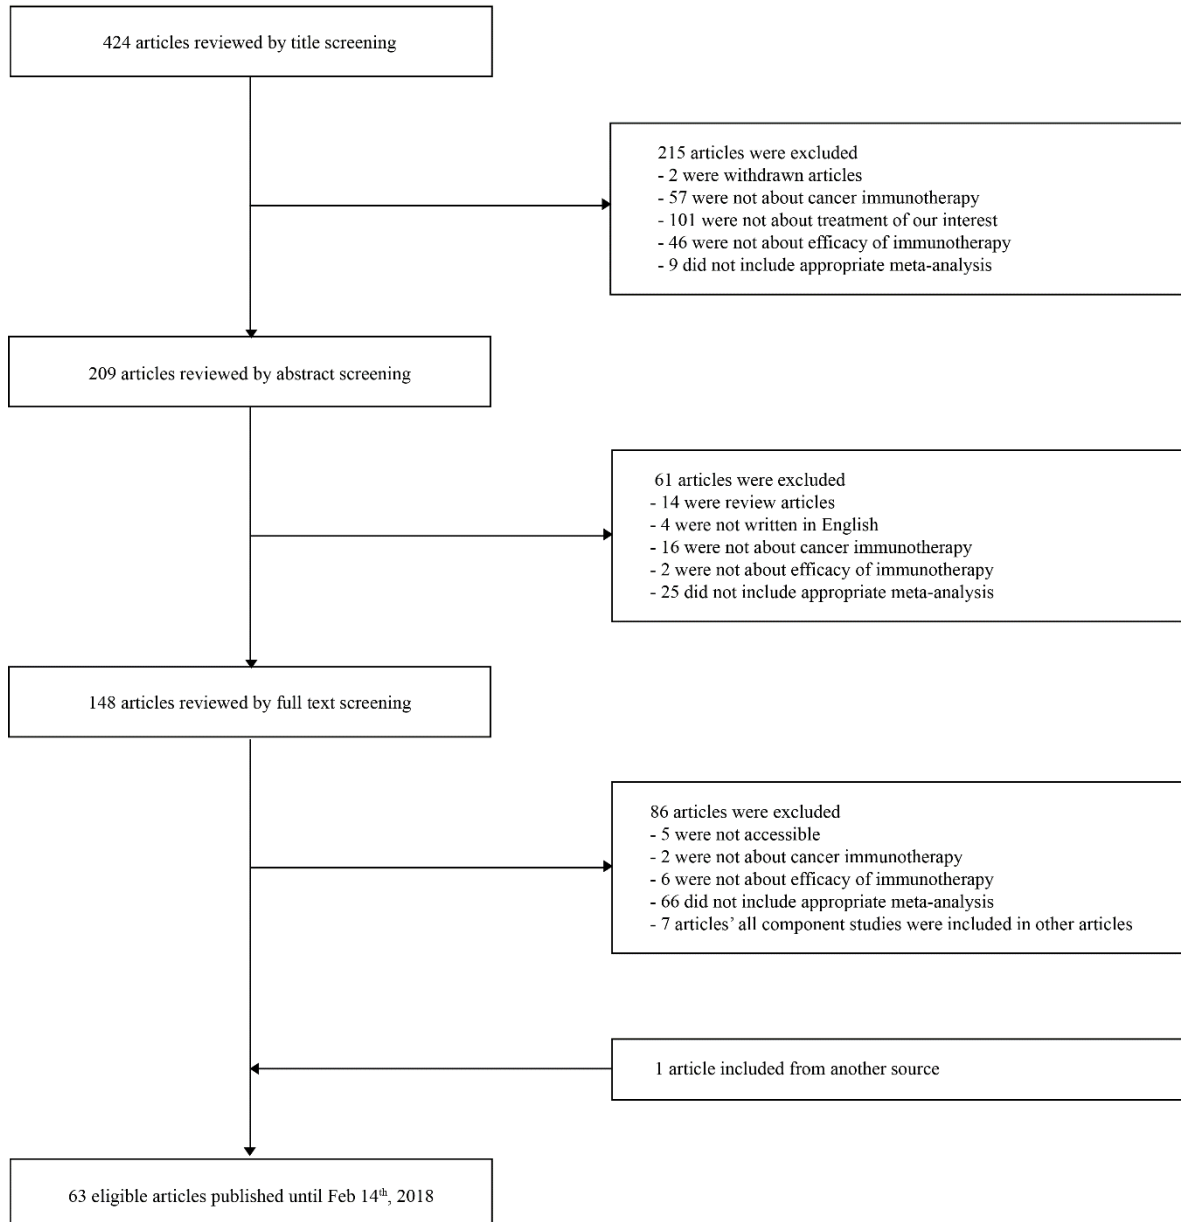 424 articles reviewed by title screening
215 articles were excluded
- 2 were withdrawn articles
- 57 were not about cancer immunotherapy
- 101 were not about treatment of our interest
- 46 were not about efficacy of immunotherapy
- 9 did not include appropriate meta-analysis
209 articles reviewed by abstract screening
61 articles were excluded
- 14 were review articles
- 4 were not written in English
- 16 were not about cancer immunotherapy
- 2 were not about efficacy of immunotherapy
- 25 did not include appropriate meta-analysis
148 articles reviewed by full text screening
86 articles were excluded
- 5 were not accessible
- 2 were not about cancer immunotherapy
- 6 were not about efficacy of immunotherapy
- 66 did not include appropriate meta-analysis
- 7 articles’ all component studies were included in other articles
1 article included from another source
63 eligible articles published until Feb 14th, 2018